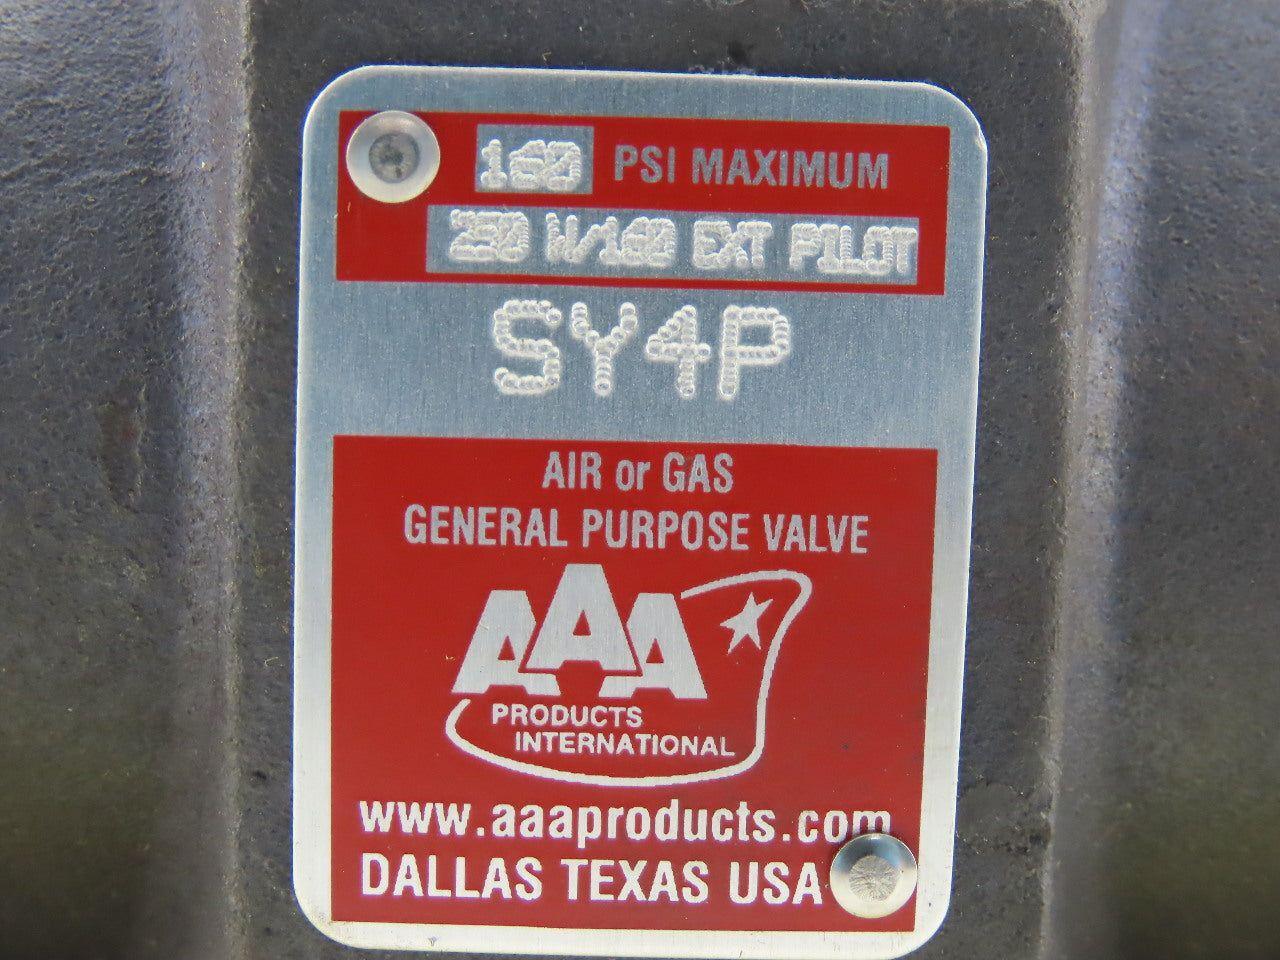 160 PSI MAXIMUM
250 W/160 EXT PILOT
SY4P
AIR or GAS
GENERAL PURPOSE VALVE
AAA
PRODUCTS
INTERNATIONAL
www.aaaproducts.com
DALLAS TEXAS USA